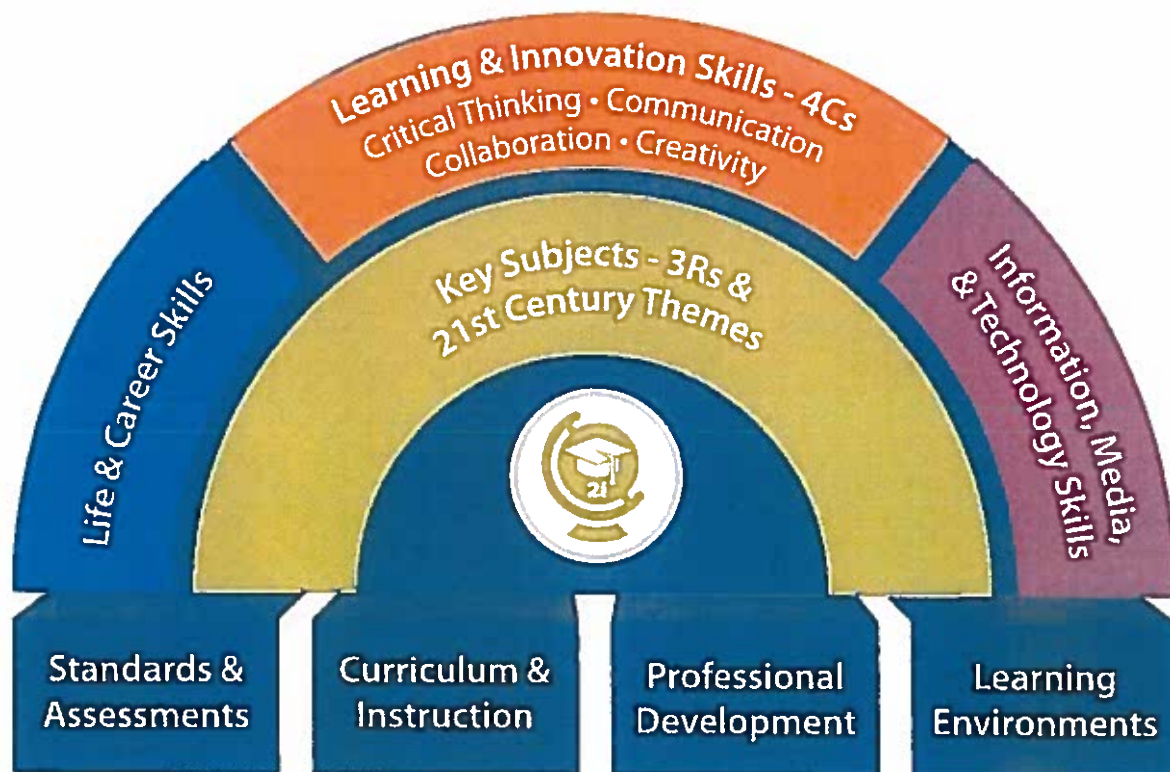 Learning & Innovation Skills - 4Cs
Critical Thinking • Communication
Collaboration • Creativity
Life & Career Skills
Key Subjects - 3Rs &
21st Century Themes
Information, Media,
& Technology Skills
21
Standards &
Assessments
Curriculum &
Instruction
Professional
Development
Learning
Environments